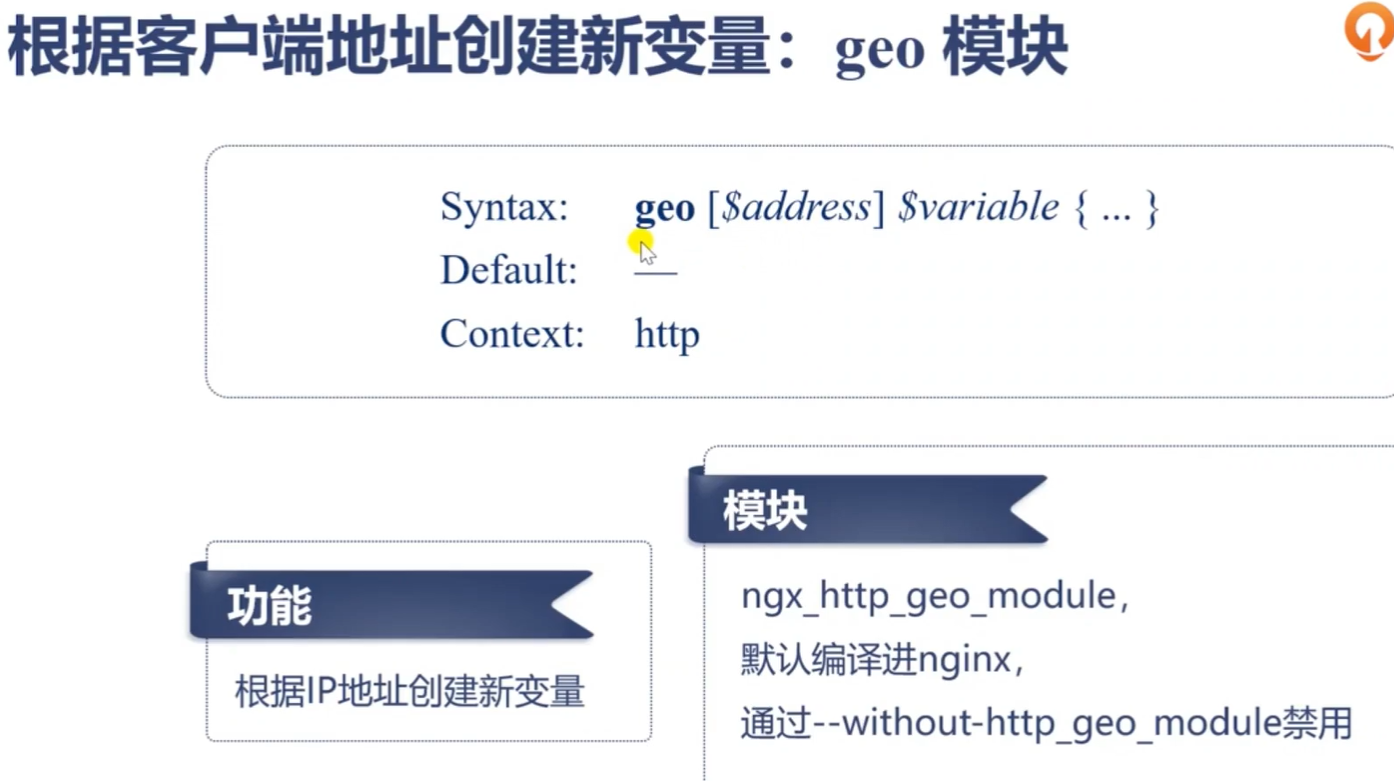 根据客户端地址创建新变量：geo 模块
Syntax: geo [$address] $variable { ... }
Default: —
Context: http
功能
根据IP地址创建新变量
模块
ngx_http_geo_module，
默认编译进nginx，
通过--without-http_geo_module禁用